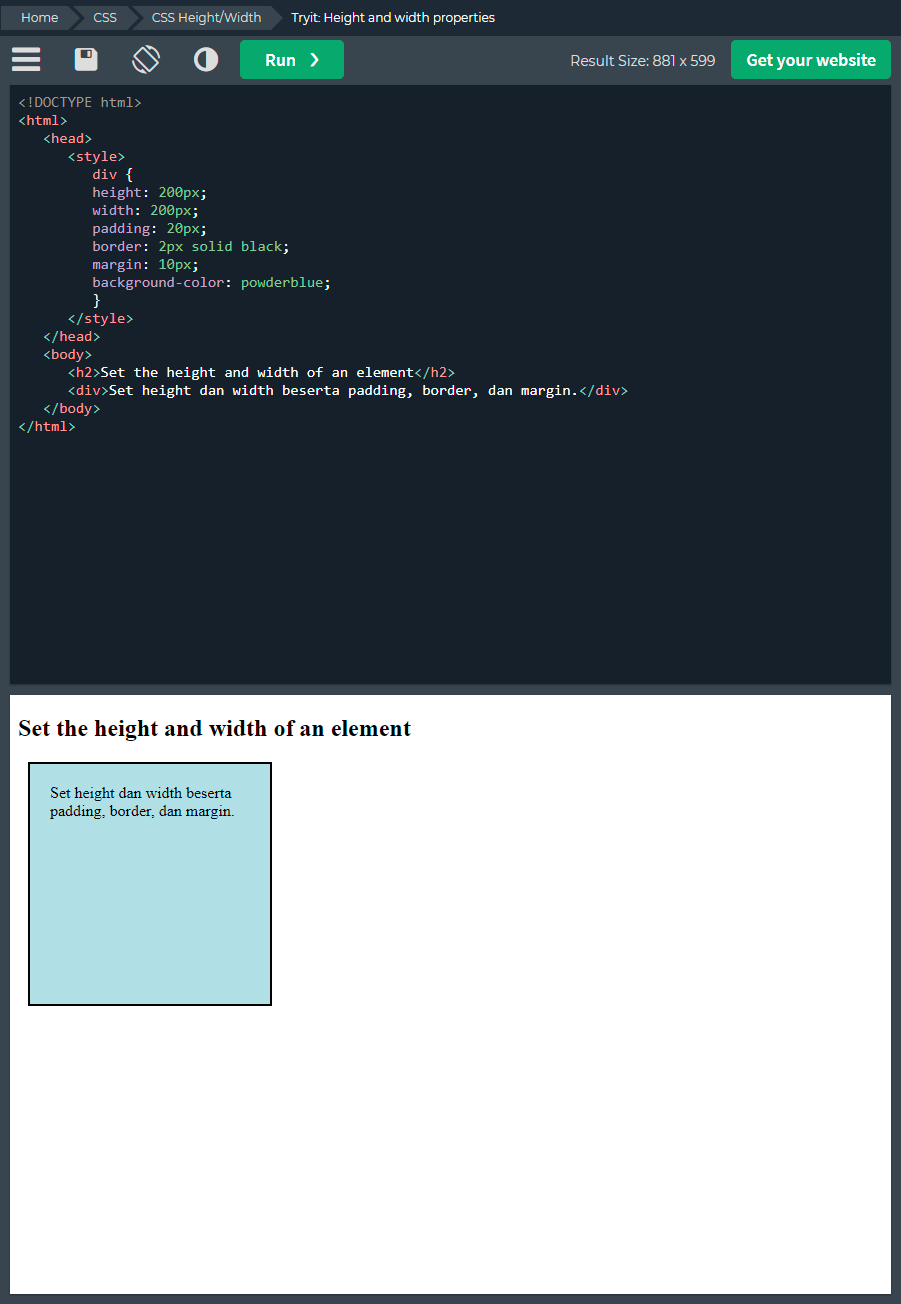 Home CSS CSS Height/Width Tryit: Height and width properties
Run ❯ Result Size: 881 x 599 Get your website
<!DOCTYPE html>
<html>
   <head>
      <style>
         div {
         height: 200px;
         width: 200px;
         padding: 20px;
         border: 2px solid black;
         margin: 10px;
         background-color: powderblue;
         }
      </style>
   </head>
   <body>
      <h2>Set the height and width of an element</h2>
      <div>Set height dan width beserta padding, border, dan margin.</div>
   </body>
</html>
Set the height and width of an element
Set height dan width beserta
padding, border, dan margin.